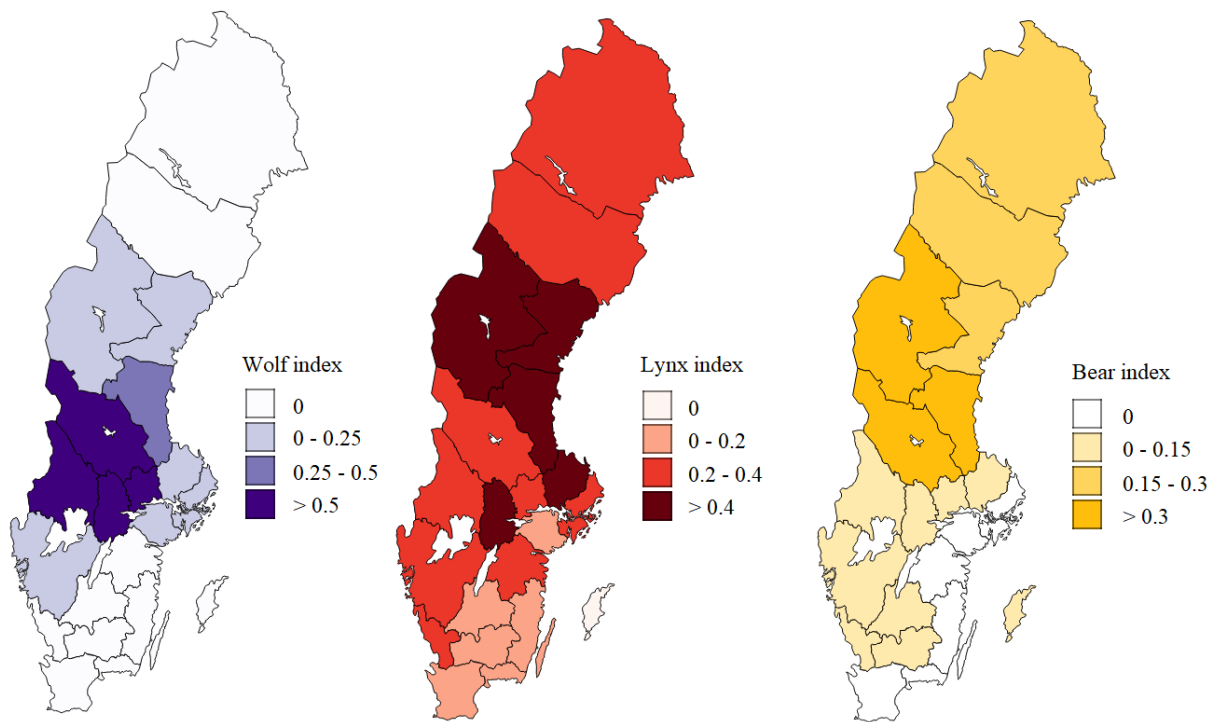 Wolf index
0
0 - 0.25
0.25 - 0.5
> 0.5
Lynx index
0
0 - 0.2
0.2 - 0.4
> 0.4
Bear index
0
0 - 0.15
0.15 - 0.3
> 0.3